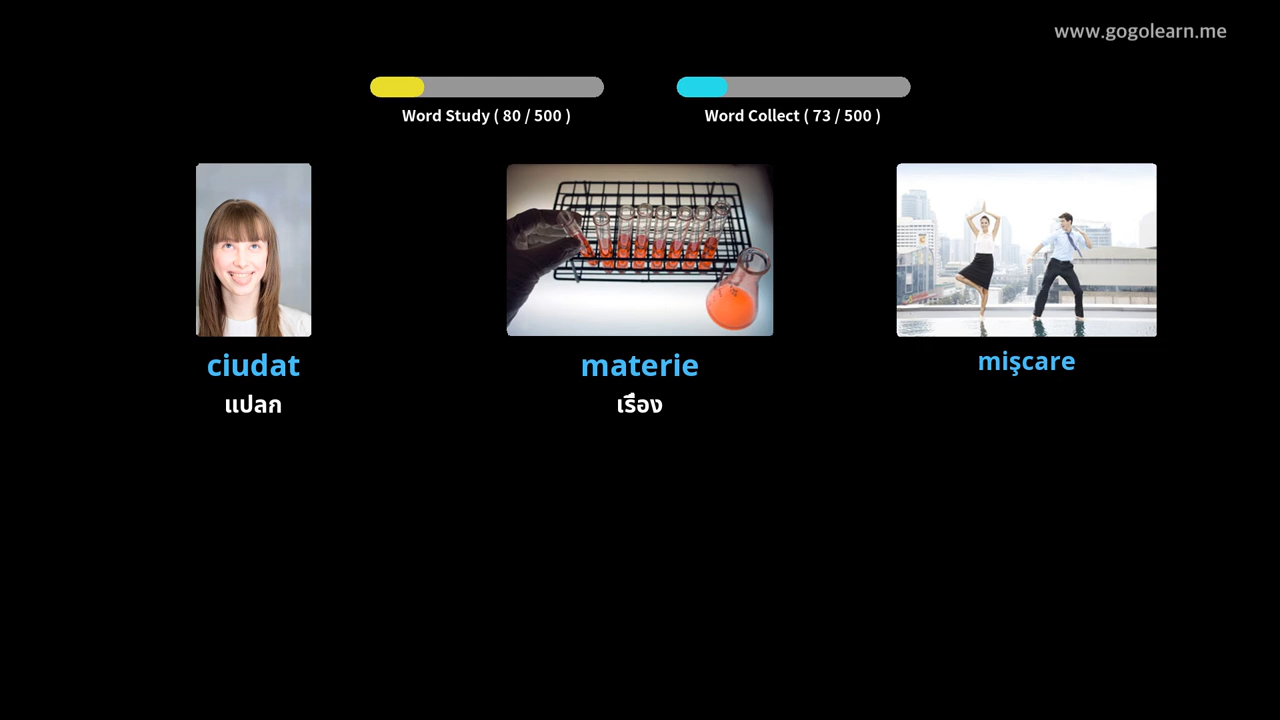 www.gogolearn.me
Word Study ( 80 / 500 )
Word Collect ( 73 / 500 )
ciudat
materie
mişcare
แปลก
เรื่อง